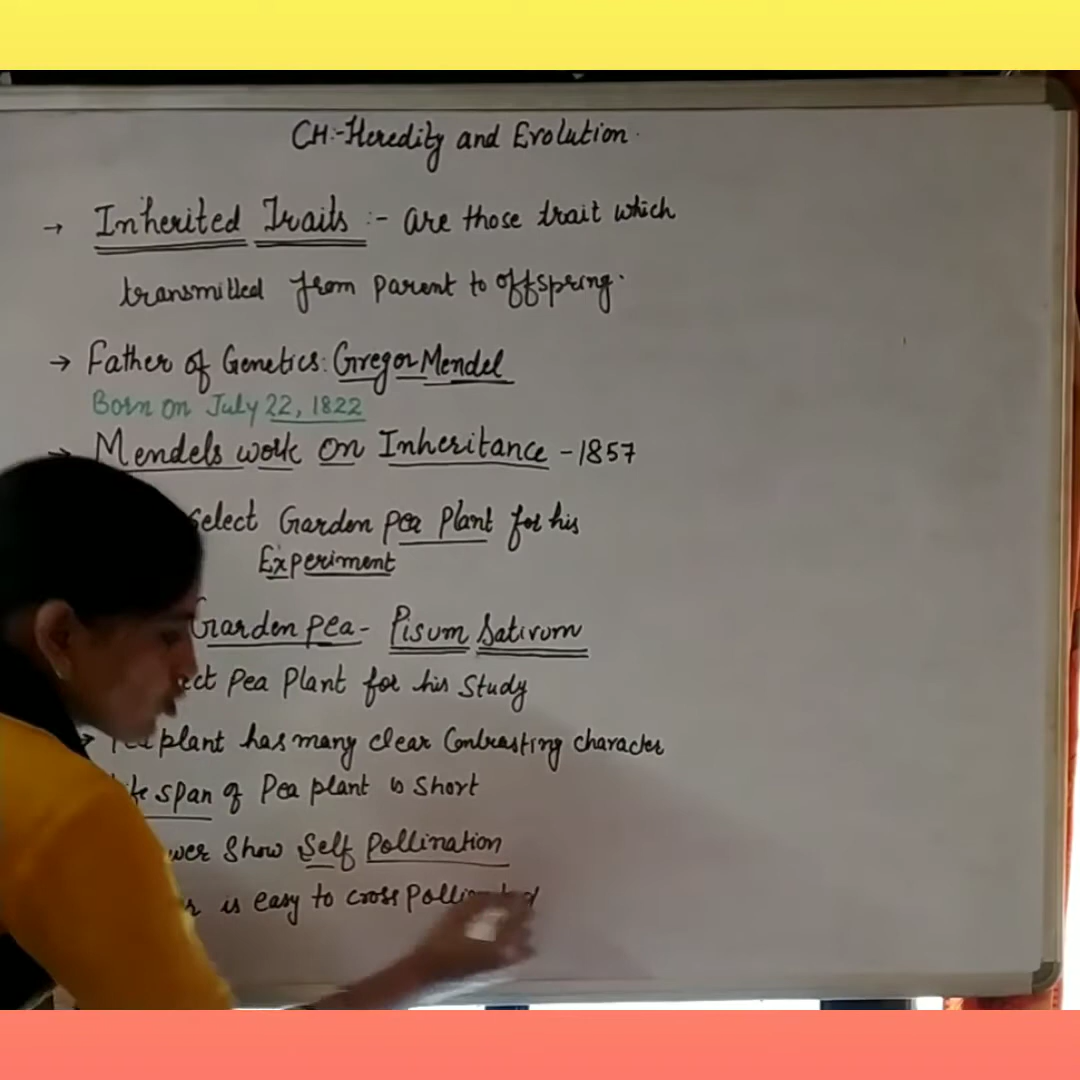 CH:-Heredity and Evolution
→ Inherited Traits :- are those trait which
transmitted from parent to offspring.
→ Father of Genetics: Gregor Mendel
Born on July 22, 1822
→ Mendels work on Inheritance - 1857
Select Garden pea Plant for his
Experiment
Garden pea - Pisum Sativum
Pea Plant for his Study
plant has many clear Contrasting character
span of Pea plant is Short
Show Self Pollination
is easy to cross